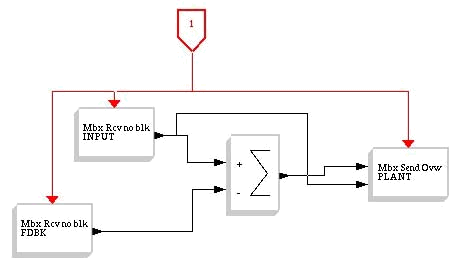 1
Mbx Rcv no blk
INPUT
+
-
Σ
Mbx Send Ovw
PLANT
Mbx Rcv no blk
FDBK